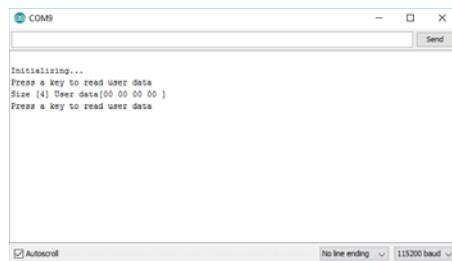 COM9
Send
Initializing...
Press a key to read user data
Size [4] User data[00 00 00 00 ]
Press a key to read user data
Autoscroll
No line ending
115200 baud